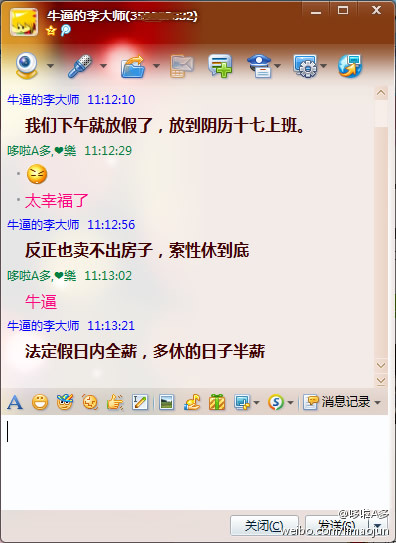 牛逼的李大师
牛逼的李大师 11:12:10
我们下午就放假了，放到阴历十七上班。
哆啦A多,❤樂 11:12:29
太幸福了
牛逼的李大师 11:12:56
反正也卖不出房子，索性休到底
哆啦A多,❤樂 11:13:02
牛逼
牛逼的李大师 11:13:21
法定假日内全薪，多休的日子半薪
消息记录
关闭(C) 发送(S)
@哆啦A多
weibo.com/limaojun